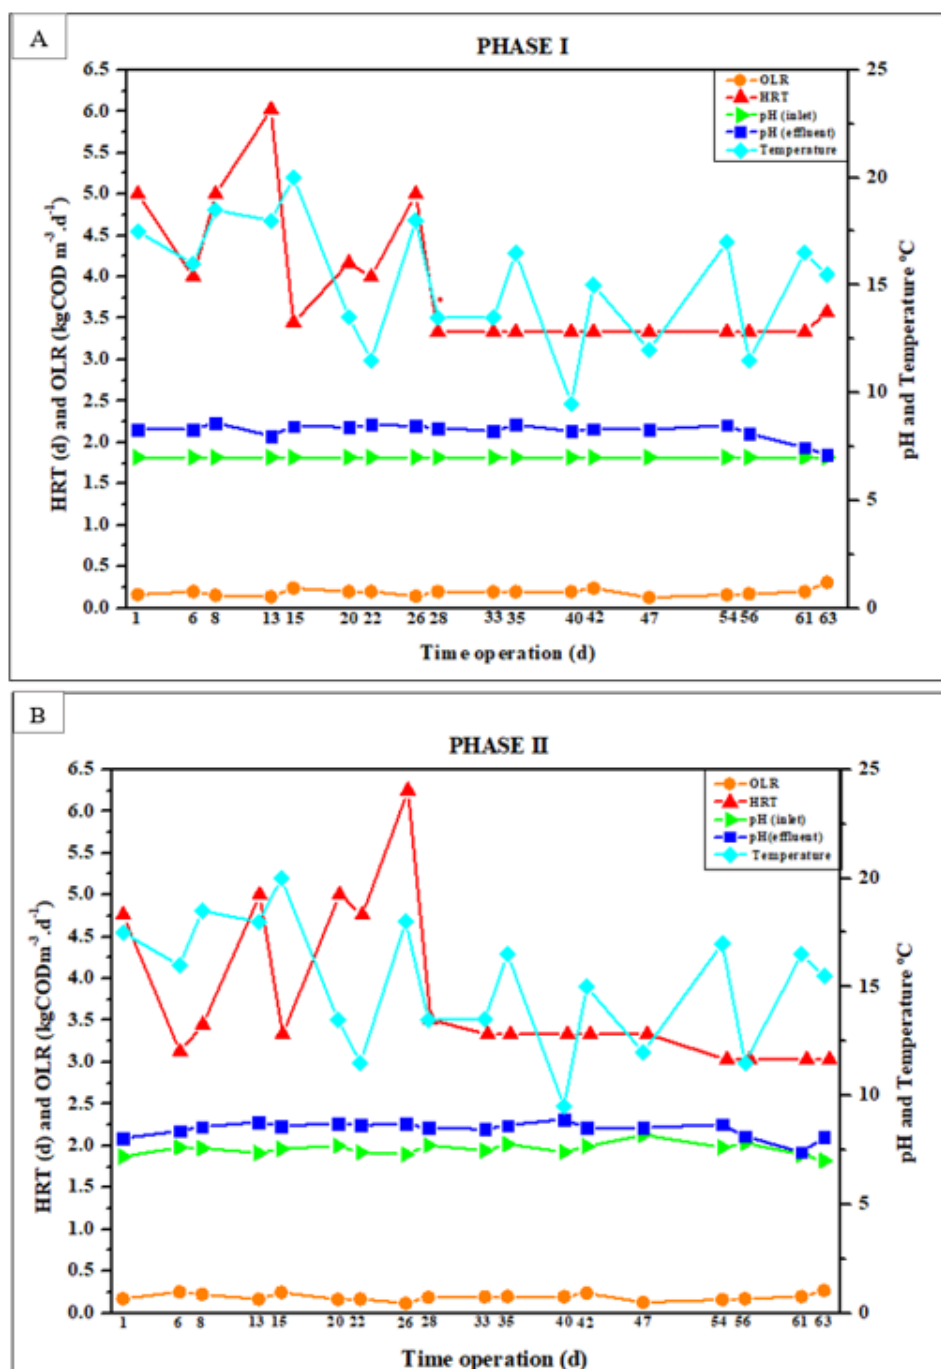 A
PHASE I
OLR
HRT
pH (inlet)
pH (effluent)
Temperature
HRT (d) and OLR (kgCOD m⁻³.d⁻¹)
6.5
6.0
5.5
5.0
4.5
4.0
3.5
3.0
2.5
2.0
1.5
1.0
0.5
0.0
25
20
15
10
5
0
pH and Temperature ºC
1 6 8 13 15 20 22 26 28 33 35 40 42 47 54 56 61 63
Time operation (d)
B
PHASE II
OLR
HRT
pH (inlet)
pH(effluent)
Temperature
HRT (d) and OLR (kgCODm⁻³.d⁻¹)
6.5
6.0
5.5
5.0
4.5
4.0
3.5
3.0
2.5
2.0
1.5
1.0
0.5
0.0
25
20
15
10
5
0
pH and Temperature ºC
1 6 8 13 15 20 22 26 28 33 35 40 42 47 54 56 61 63
Time operation (d)